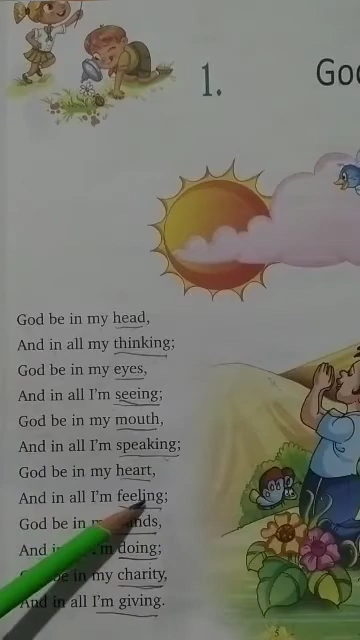 1.
God be in my head,
And in all my thinking;
God be in my eyes,
And in all I'm seeing;
God be in my mouth,
And in all I'm speaking;
God be in my heart,
And in all I'm feeling;
God be in
doing;
be in my charity,
And in all I'm giving.
5